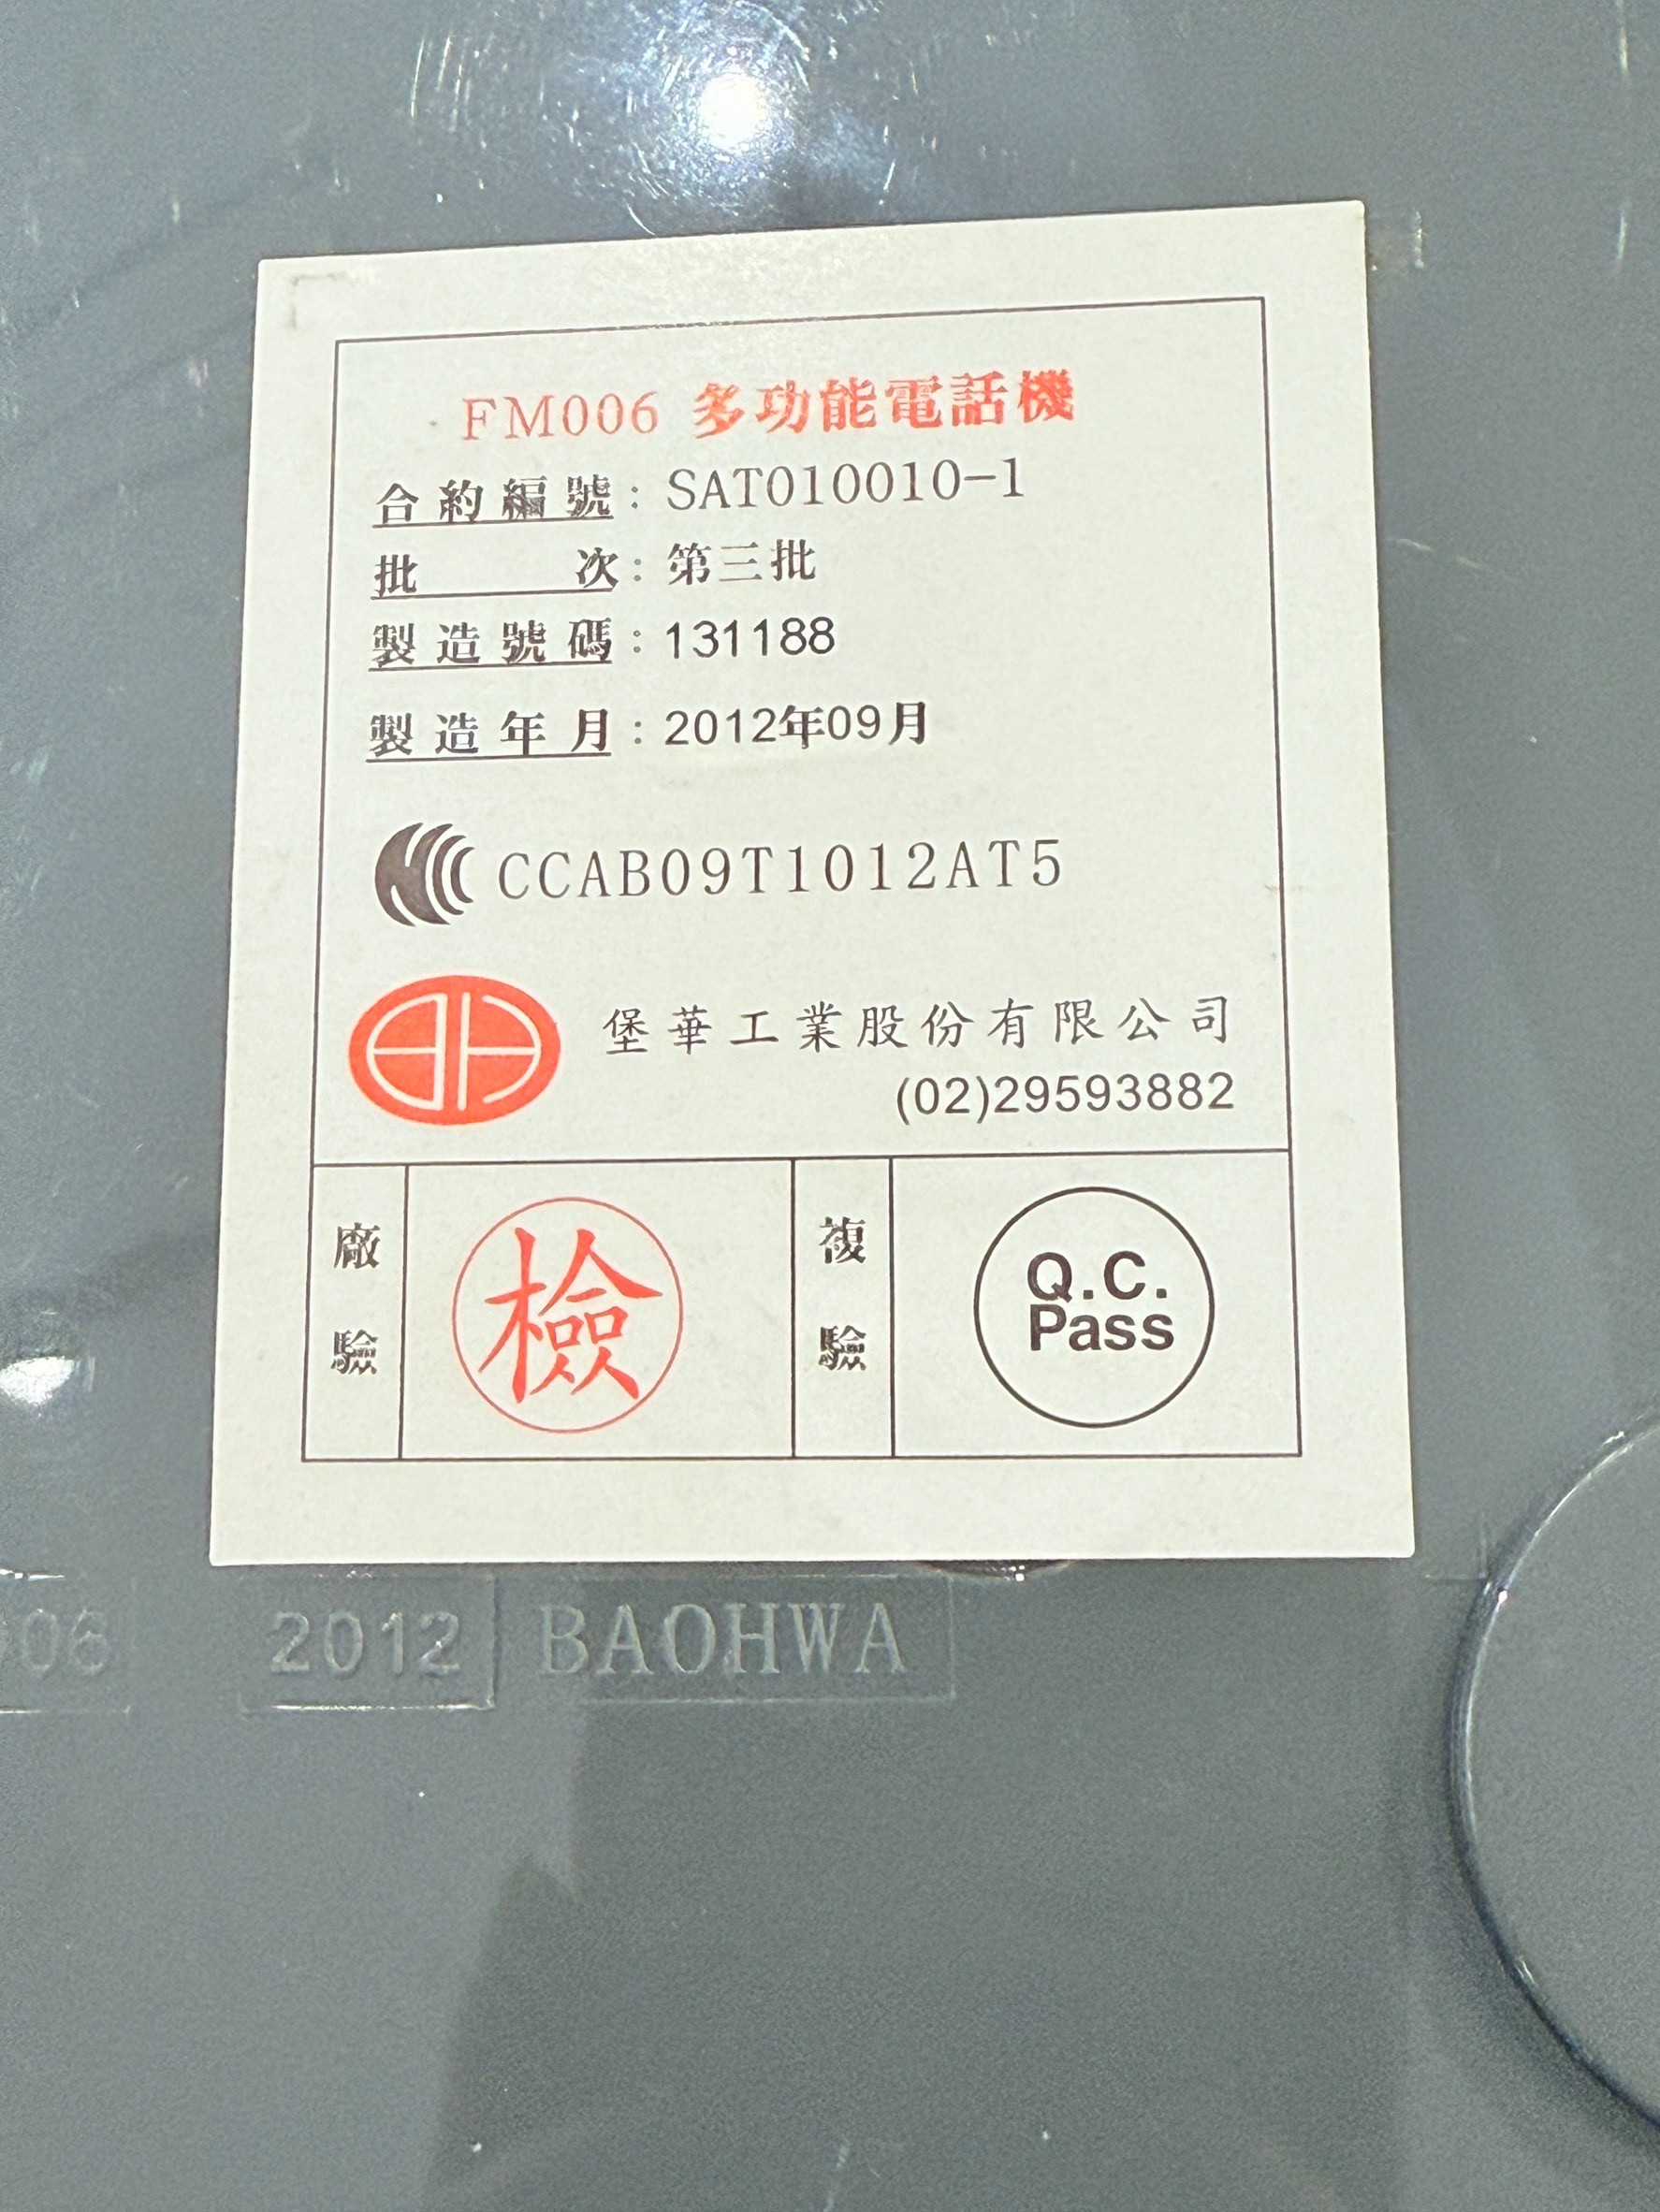 FM006 多功能電話機
合約編號：SAT010010-1
批次：第三批
製造號碼：131188
製造年月：2012年09月
NCC CCAB09T1012AT5
堡華工業股份有限公司
(02)29593882
廠驗
檢
複驗
Q.C.
Pass
06 2012 BAOHWA